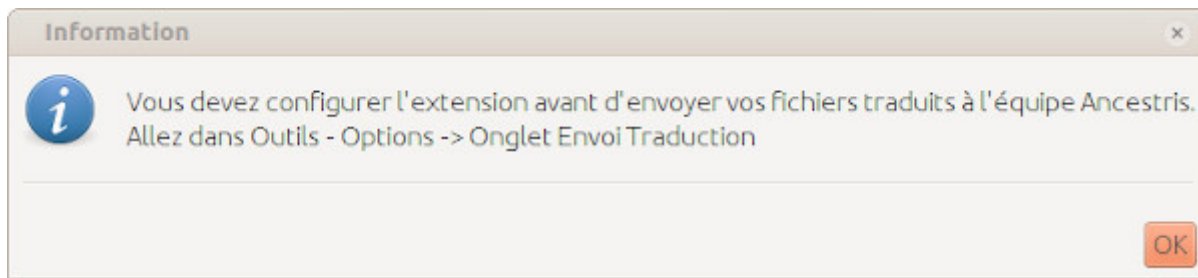 Information
Vous devez configurer l'extension avant d'envoyer vos fichiers traduits à l'équipe Ancestris.
Allez dans Outils - Options -> Onglet Envoi Traduction
OK